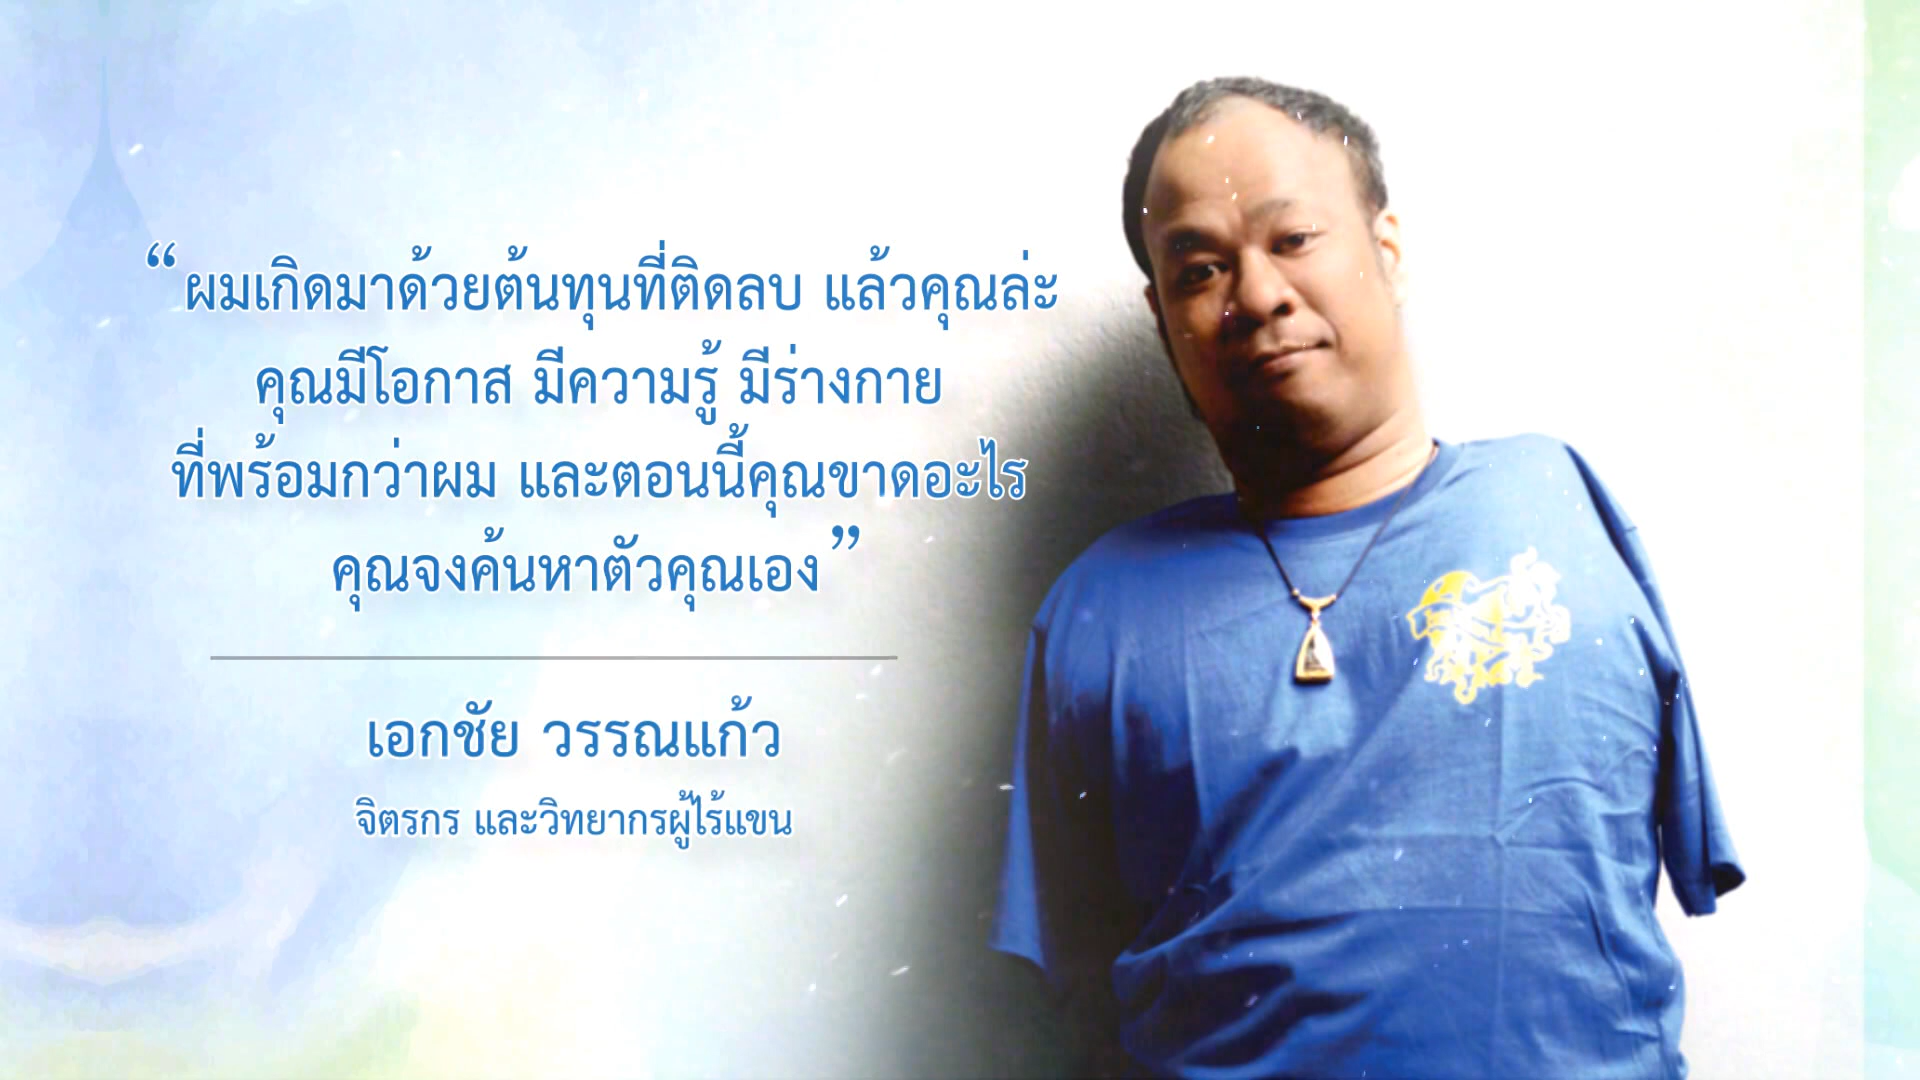 “ ผมเกิดมาด้วยต้นทุนที่ติดลบ แล้วคุณล่ะ
คุณมีโอกาส มีความรู้ มีร่างกาย
ที่พร้อมกว่าผม และตอนนี้คุณขาดอะไร
คุณจงค้นหาตัวคุณเอง ”
เอกชัย วรรณแก้ว
จิตรกร และวิทยากรผู้ไร้แขน